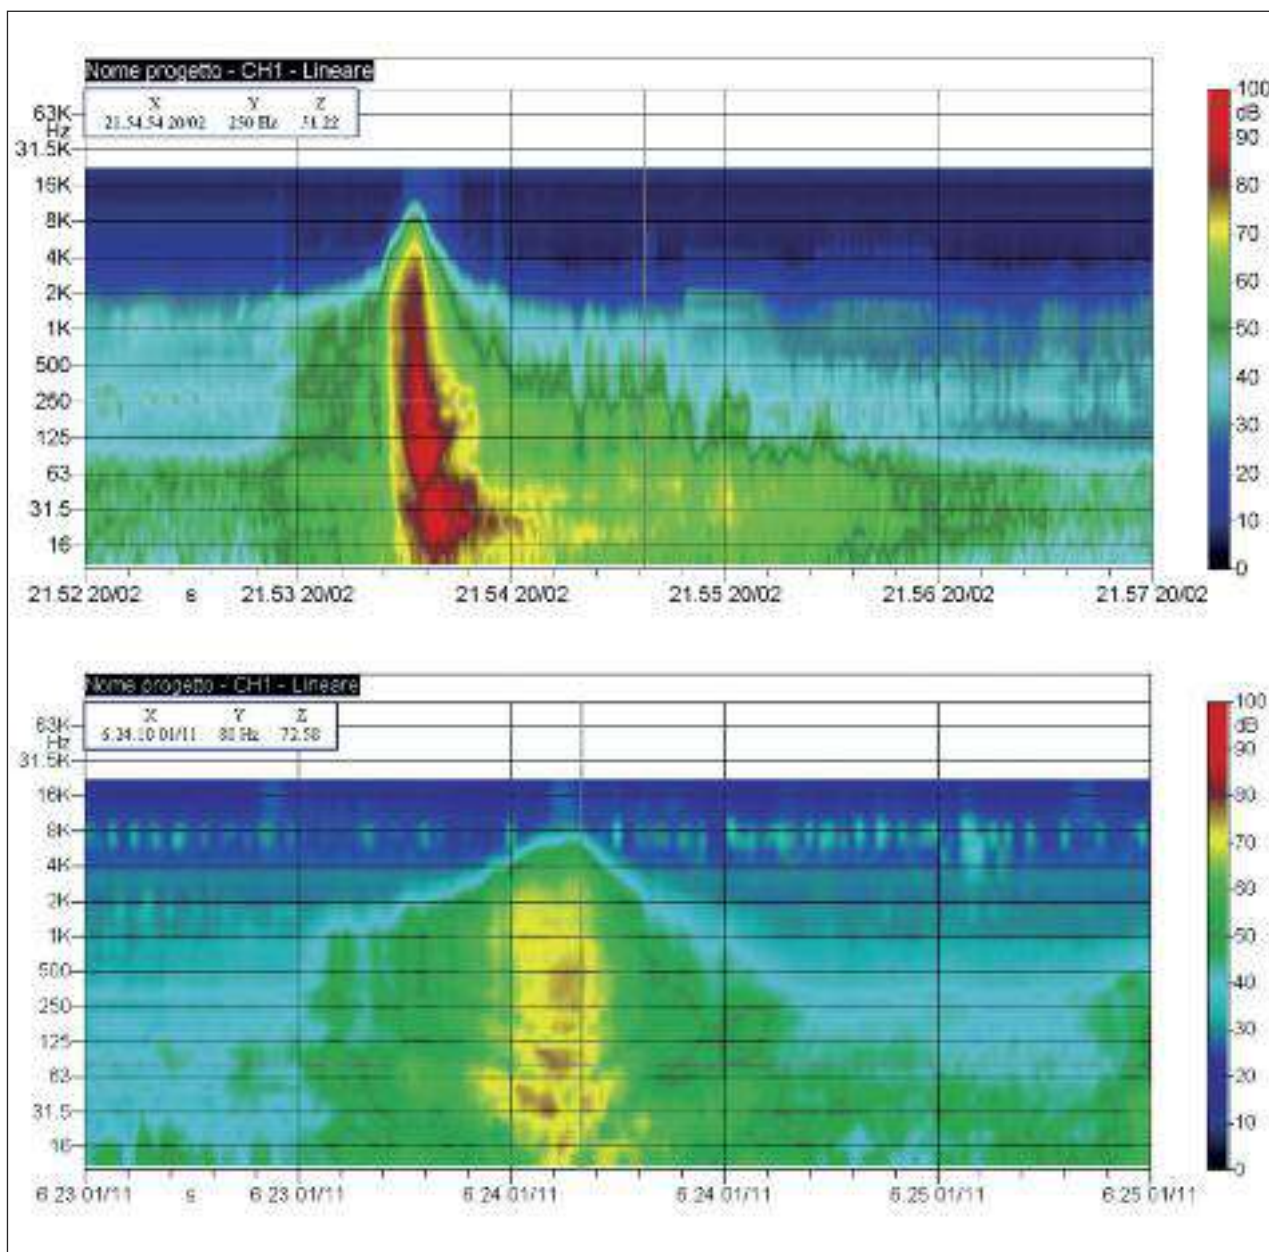 Nome progetto - CH1 - Lineare
X Y Z
20/02 250 Hz
63K
Hz
31.5K
16K
8K
4K
2K
1K
500
250
125
63
31.5
16
21.52 20/02 s 21.53 20/02 21.54 20/02 21.55 20/02 21.56 20/02 21.57 20/02
100
dB
90
80
70
60
50
40
30
20
10
0
Nome progetto - CH1 - Lineare
X Y Z
6.24.10 01/11 80 Hz 72.58
63K
Hz
31.5K
16K
8K
4K
2K
1K
500
250
125
63
31.5
16
6.23 01/11 s 6.23 01/11 6.24 01/11 6.24 01/11 6.25 01/11 6.25 01/11
100
dB
90
80
70
60
50
40
30
20
10
0